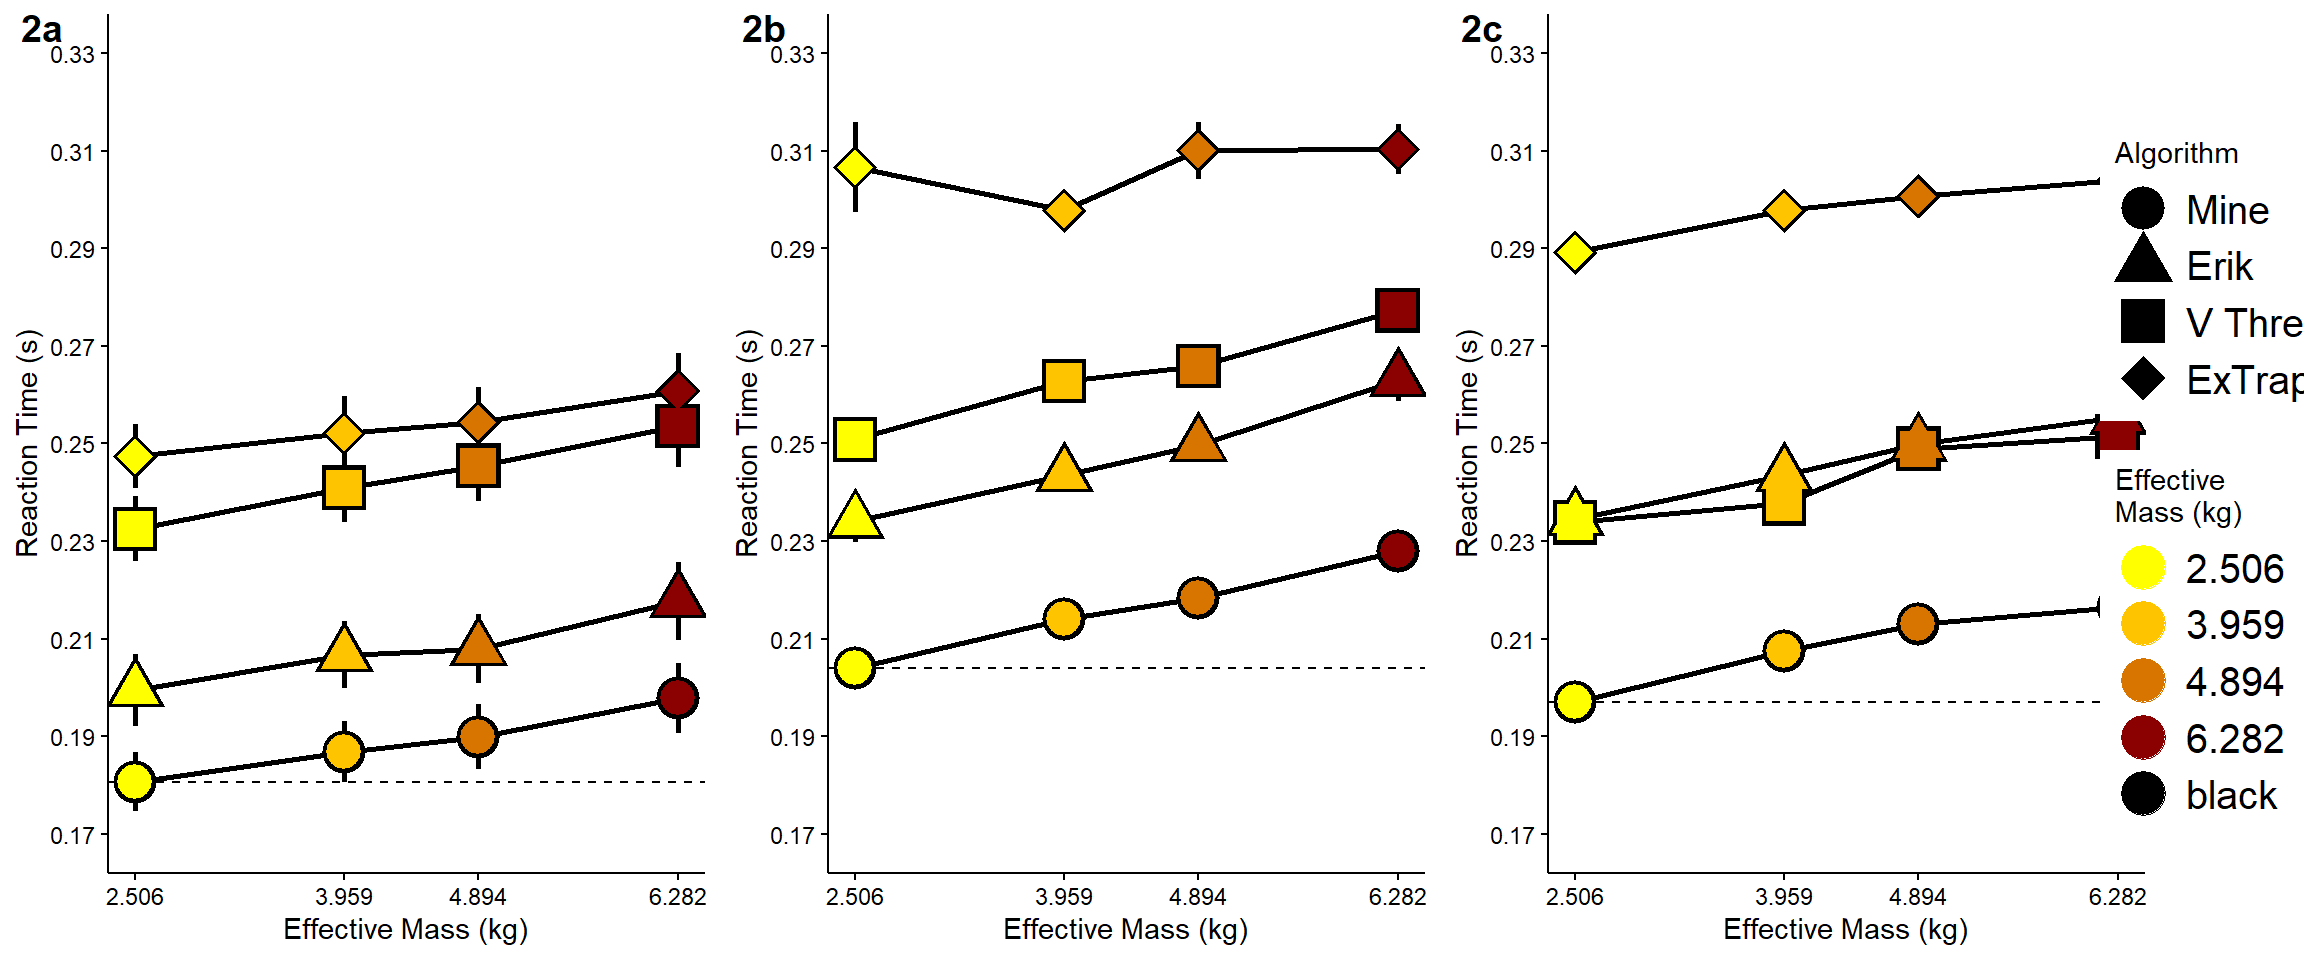 2a
0.33
0.31
0.29
0.27
0.25
0.23
0.21
0.19
0.17
Reaction Time (s)
2.506 3.959 4.894 6.282
Effective Mass (kg)
2b
0.33
0.31
0.29
0.27
0.25
0.23
0.21
0.19
0.17
Reaction Time (s)
2.506 3.959 4.894 6.282
Effective Mass (kg)
2c
0.33
0.31
0.29
0.27
0.25
0.23
0.21
0.19
0.17
Reaction Time (s)
2.506 3.959 4.894 6.282
Effective Mass (kg)
Algorithm
Mine
Erik
V Thre
ExTrap
Effective
Mass (kg)
2.506
3.959
4.894
6.282
black